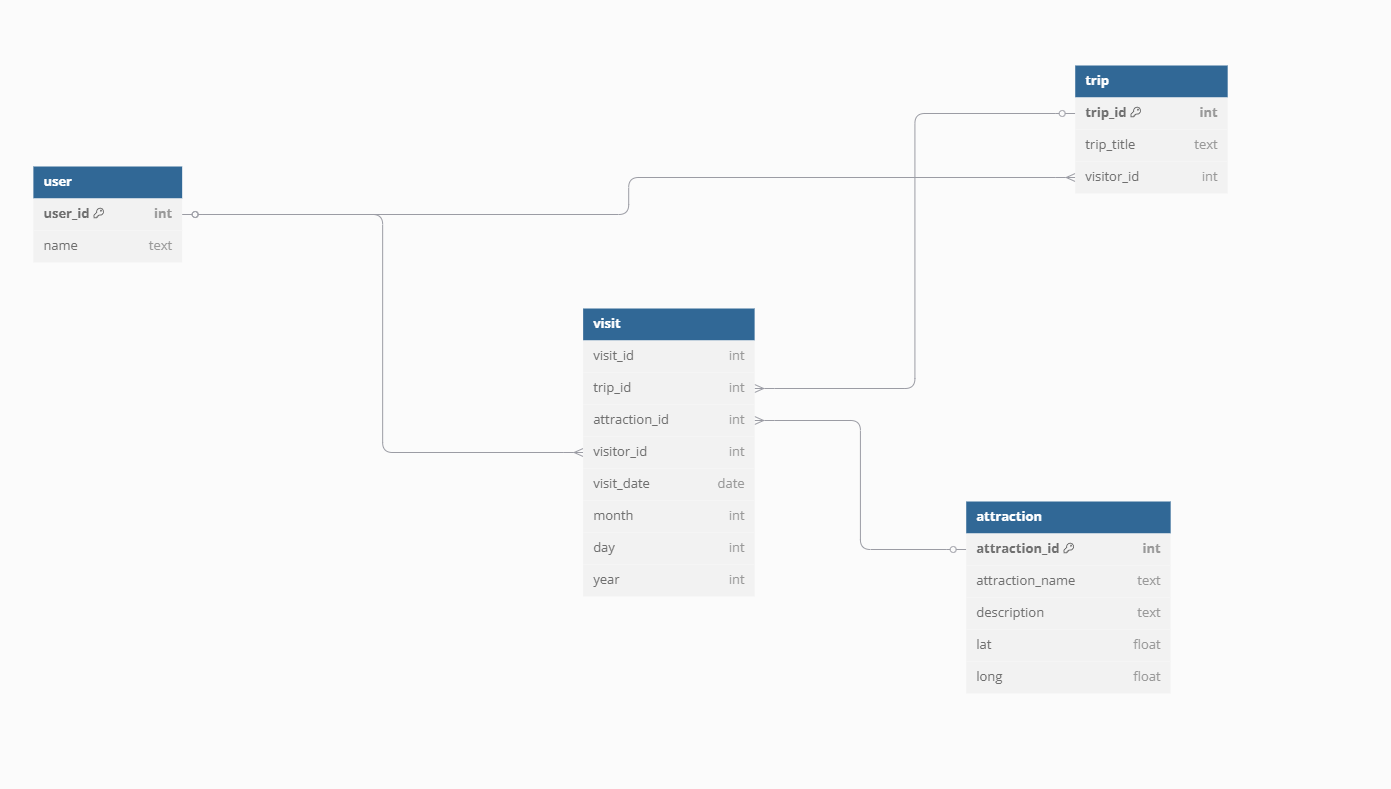 trip
trip_id int
trip_title text
visitor_id int
user
user_id int
name text
visit
visit_id int
trip_id int
attraction_id int
visitor_id int
visit_date date
month int
day int
year int
attraction
attraction_id int
attraction_name text
description text
lat float
long float